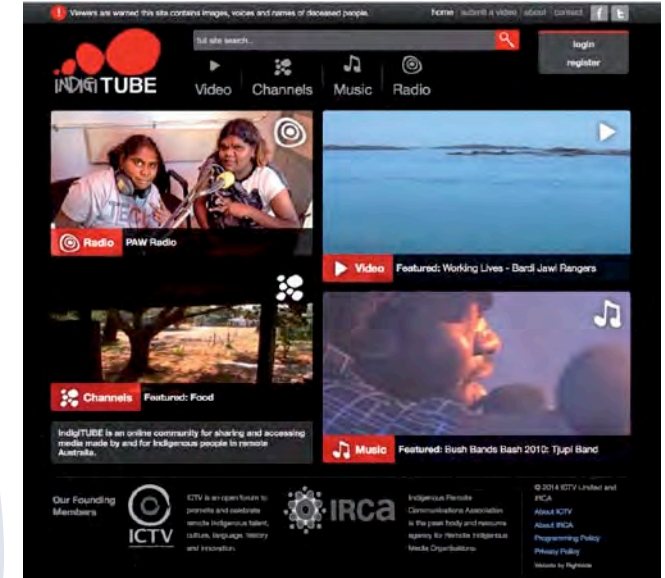 Viewers are warned this site contains images, voices and names of deceased people.
home submit a video about contact
full site search...
login
register
INDIGITUBE
Video Channels Music Radio
Radio PAW Radio
Video Featured: Working Lives - Bardi Jawi Rangers
Channels Featured: Food
Music Featured: Bush Bands Bash 2010: Tjupi Band
IndigiTUBE is an online community for sharing and accessing
media made by and for Indigenous people in remote
Australia.
Our Founding
Members
ICTV
ICTV is an open forum to
promote and celebrate
remote Indigenous talent,
culture, language, history
and innovation.
IRCA
Indigenous Remote
Communications Association
is the peak body and resource
agency for Remote Indigenous
Media Organisations.
© 2014 ICTV Limited and
IRCA
About ICTV
About IRCA
Programming Policy
Privacy Policy
Website by Rightside